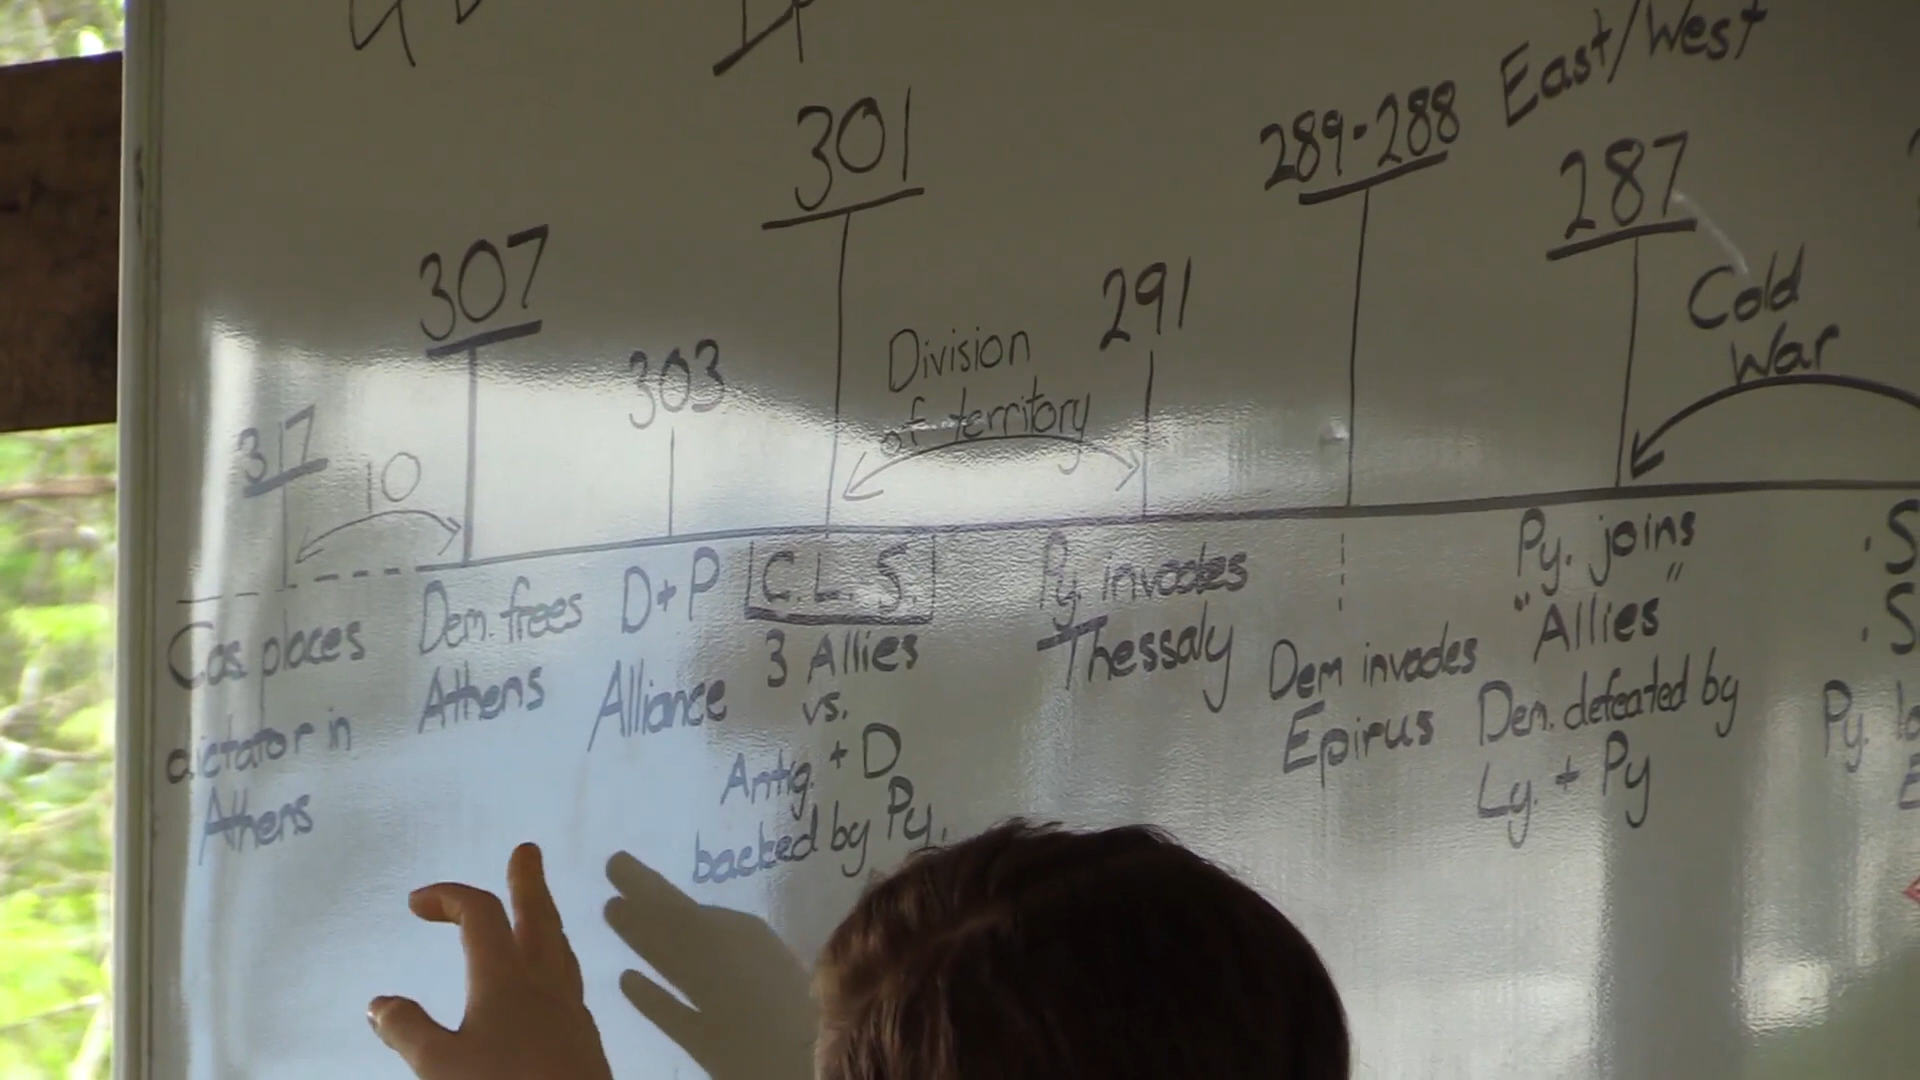 East/West
289-288
301
287
307
291
Cold
War
303
Division
of territory
317
10
Cas. places
dictator in
Athens
Dem. frees
Athens
D+P
Alliance
C.L.S.
3 Allies
vs.
Antig. + D
backed by Py.
Py. invades
Thessaly
Dem invades
Epirus
Py. joins
"Allies"
Dem. defeated by
Ly. + Py
Py.